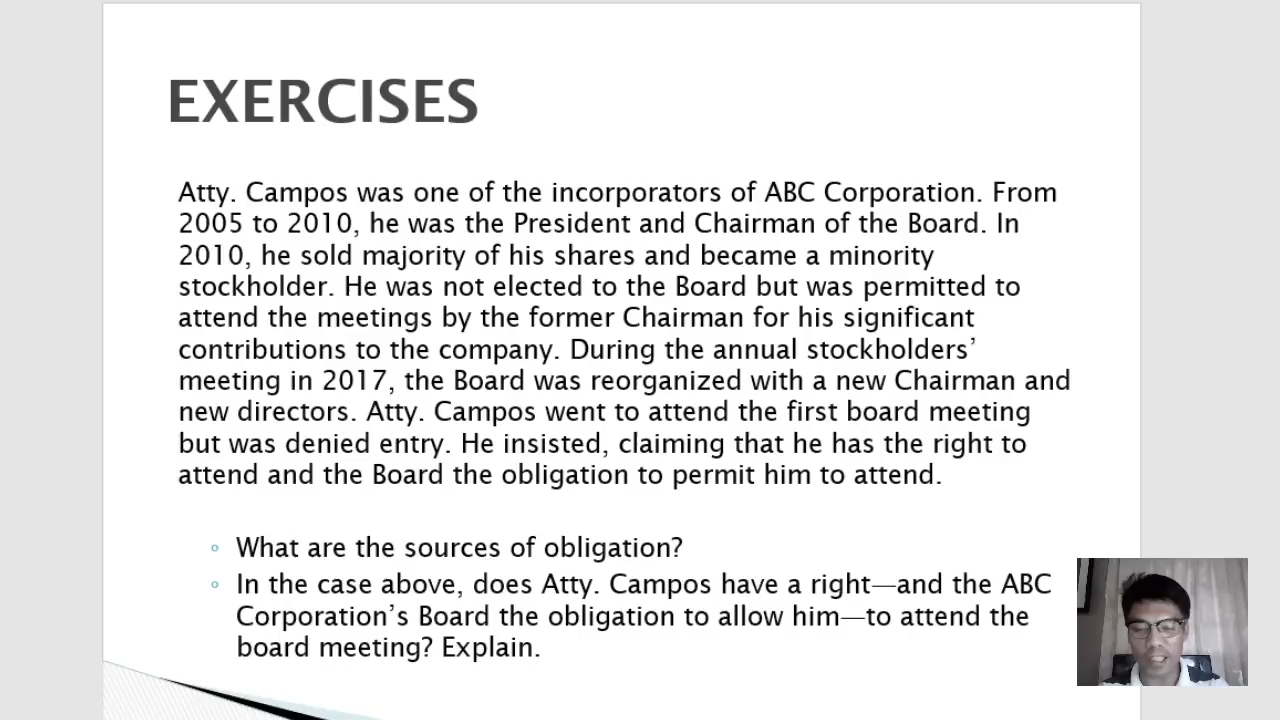 EXERCISES
Atty. Campos was one of the incorporators of ABC Corporation. From
2005 to 2010, he was the President and Chairman of the Board. In
2010, he sold majority of his shares and became a minority
stockholder. He was not elected to the Board but was permitted to
attend the meetings by the former Chairman for his significant
contributions to the company. During the annual stockholders’
meeting in 2017, the Board was reorganized with a new Chairman and
new directors. Atty. Campos went to attend the first board meeting
but was denied entry. He insisted, claiming that he has the right to
attend and the Board the obligation to permit him to attend.
◦ What are the sources of obligation?
◦ In the case above, does Atty. Campos have a right—and the ABC
Corporation’s Board the obligation to allow him—to attend the
board meeting? Explain.